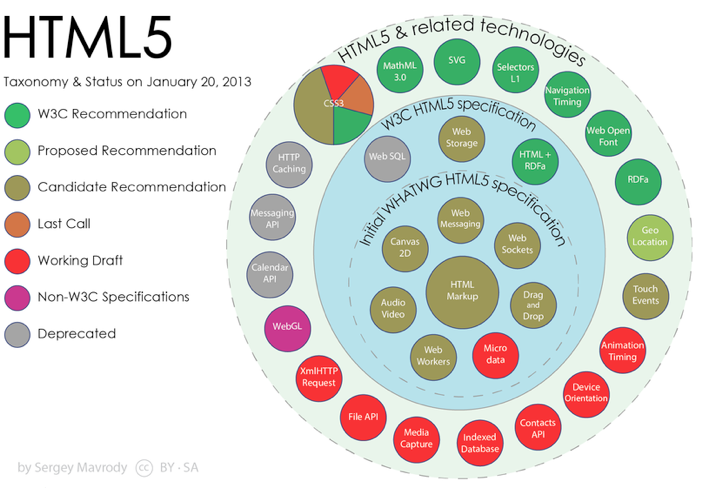 HTML5
Taxonomy & Status on January 20, 2013
W3C Recommendation
Proposed Recommendation
Candidate Recommendation
Last Call
Working Draft
Non-W3C Specifications
Deprecated
by Sergey Mavrody cc BY - SA
HTML5 & related technologies
CSS3
MathML
3.0
SVG
Selectors
L1
Navigation
Timing
Web Open
Font
RDFa
Geo
Location
Touch
Events
Animation
Timing
Device
Orientation
Contacts
API
Indexed
Database
Media
Capture
File API
XmlHTTP
Request
WebGL
Calendar
API
Messaging
API
HTTP
Caching
W3C HTML5 specification
Web SQL
Web
Storage
HTML +
RDFa
Initial WHATWG HTML5 specification
Web
Messaging
Canvas
2D
Web
Sockets
HTML
Markup
Audio
Video
Drag
and
Drop
Web
Workers
Micro
data